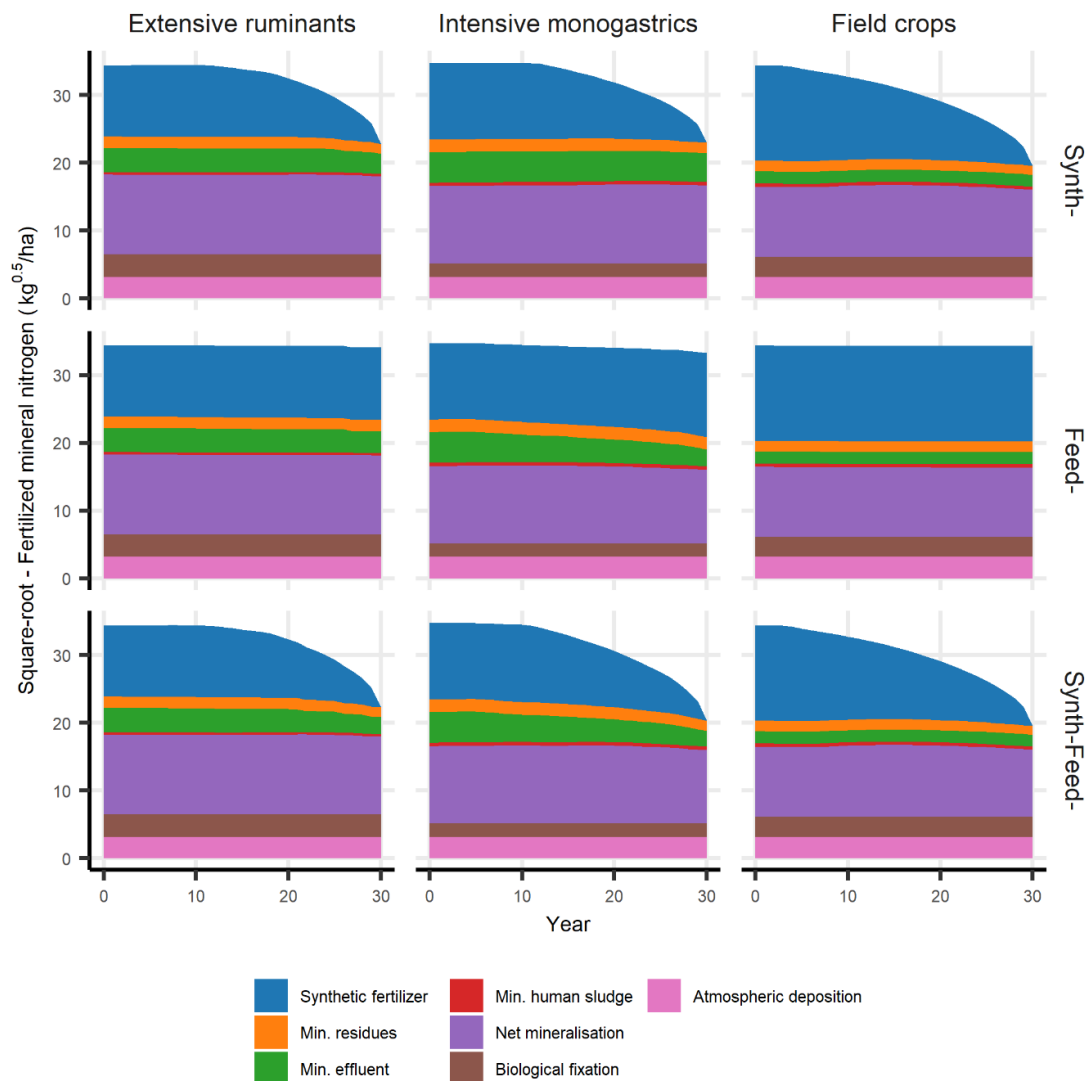 Extensive ruminants Intensive monogastrics Field crops
30
20
10
0
Synth-
30
20
10
0
Feed-
30
20
10
0
Synth-Feed-
Square-root - Fertilized mineral nitrogen ( kg^0.5/ha)
0 10 20 30 0 10 20 30 0 10 20 30
Year
Synthetic fertilizer Min. human sludge Atmospheric deposition
Min. residues Net mineralisation
Min. effluent Biological fixation